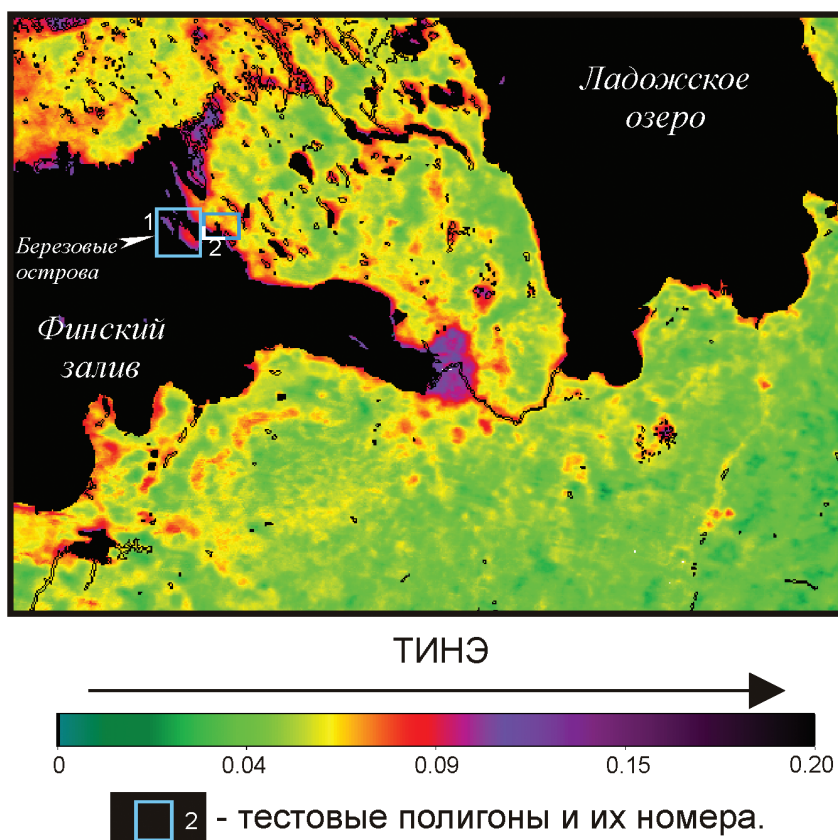 Ладожское
озеро
1
2
Березовые
острова
Финский
залив
ТИНЭ
0 0.04 0.09 0.15 0.20
2 - тестовые полигоны и их номера.